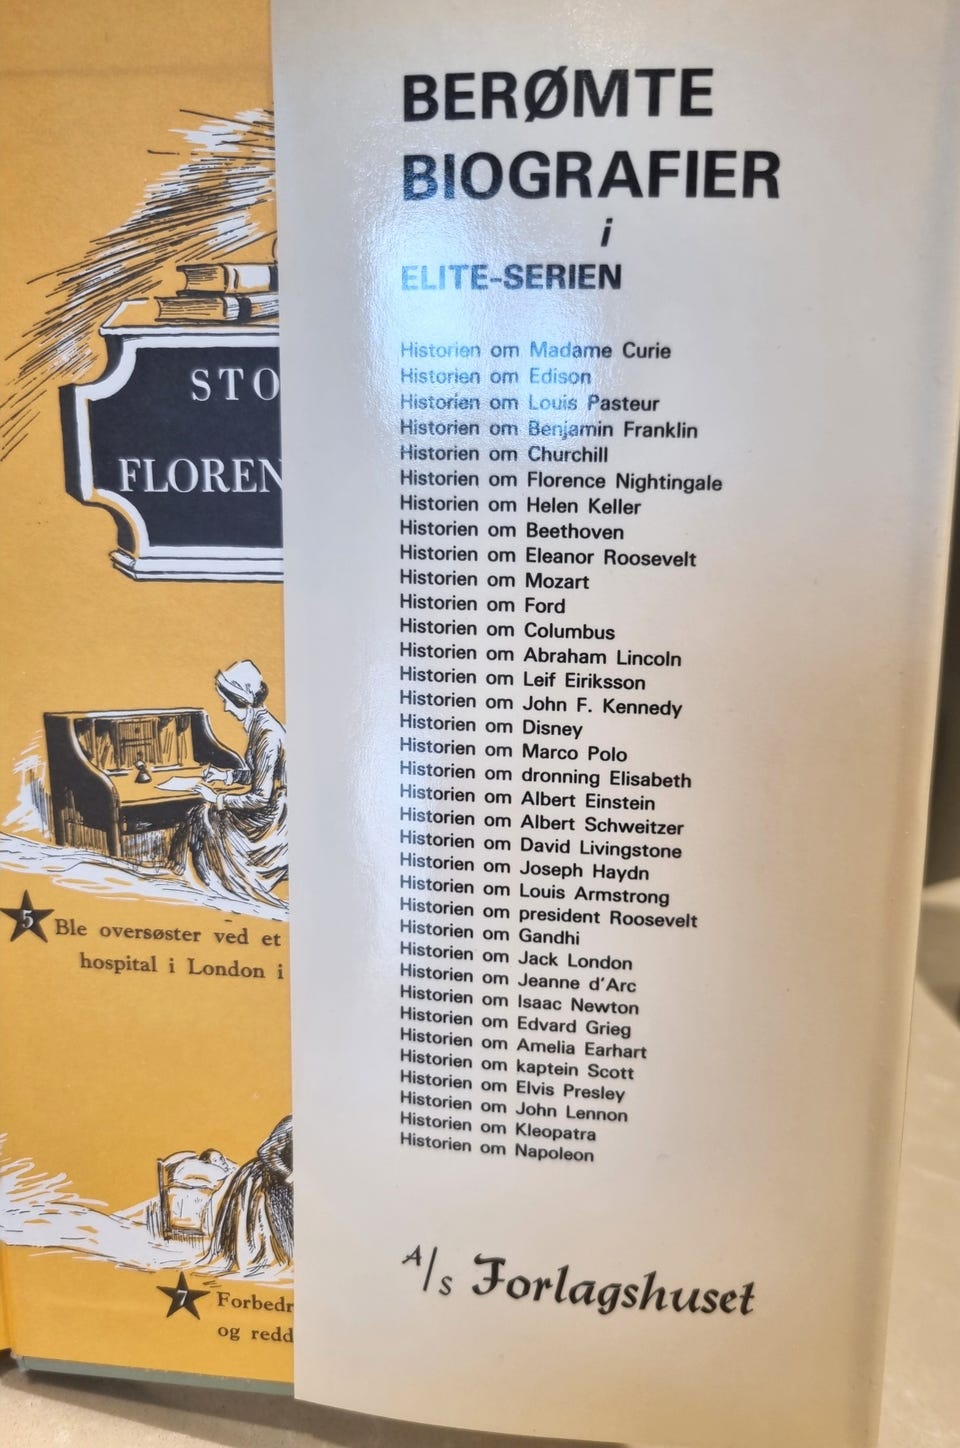 BERØMTE
BIOGRAFIER
i
ELITE-SERIEN
Historien om Madame Curie
Historien om Edison
Historien om Louis Pasteur
Historien om Benjamin Franklin
Historien om Churchill
Historien om Florence Nightingale
Historien om Helen Keller
Historien om Beethoven
Historien om Eleanor Roosevelt
Historien om Mozart
Historien om Ford
Historien om Columbus
Historien om Abraham Lincoln
Historien om Leif Eiriksson
Historien om John F. Kennedy
Historien om Disney
Historien om Marco Polo
Historien om dronning Elisabeth
Historien om Albert Einstein
Historien om Albert Schweitzer
Historien om David Livingstone
Historien om Joseph Haydn
Historien om Louis Armstrong
Historien om president Roosevelt
Historien om Gandhi
Historien om Jack London
Historien om Jeanne d'Arc
Historien om Isaac Newton
Historien om Edvard Grieg
Historien om Amelia Earhart
Historien om kaptein Scott
Historien om Elvis Presley
Historien om John Lennon
Historien om Kleopatra
Historien om Napoleon
A/s Forlagshuset
STO
FLOREN
5 Ble oversøster ved et
hospital i London i
7 Forbedr
og redd